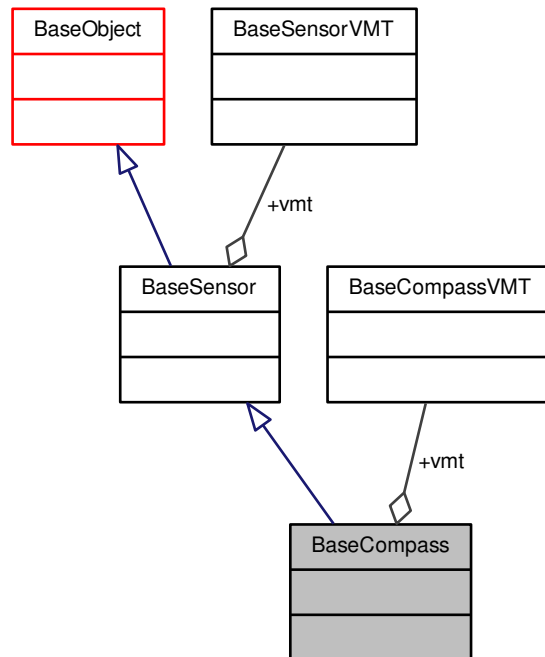 BaseObject
BaseSensorVMT
+vmt
BaseSensor
BaseCompassVMT
+vmt
BaseCompass